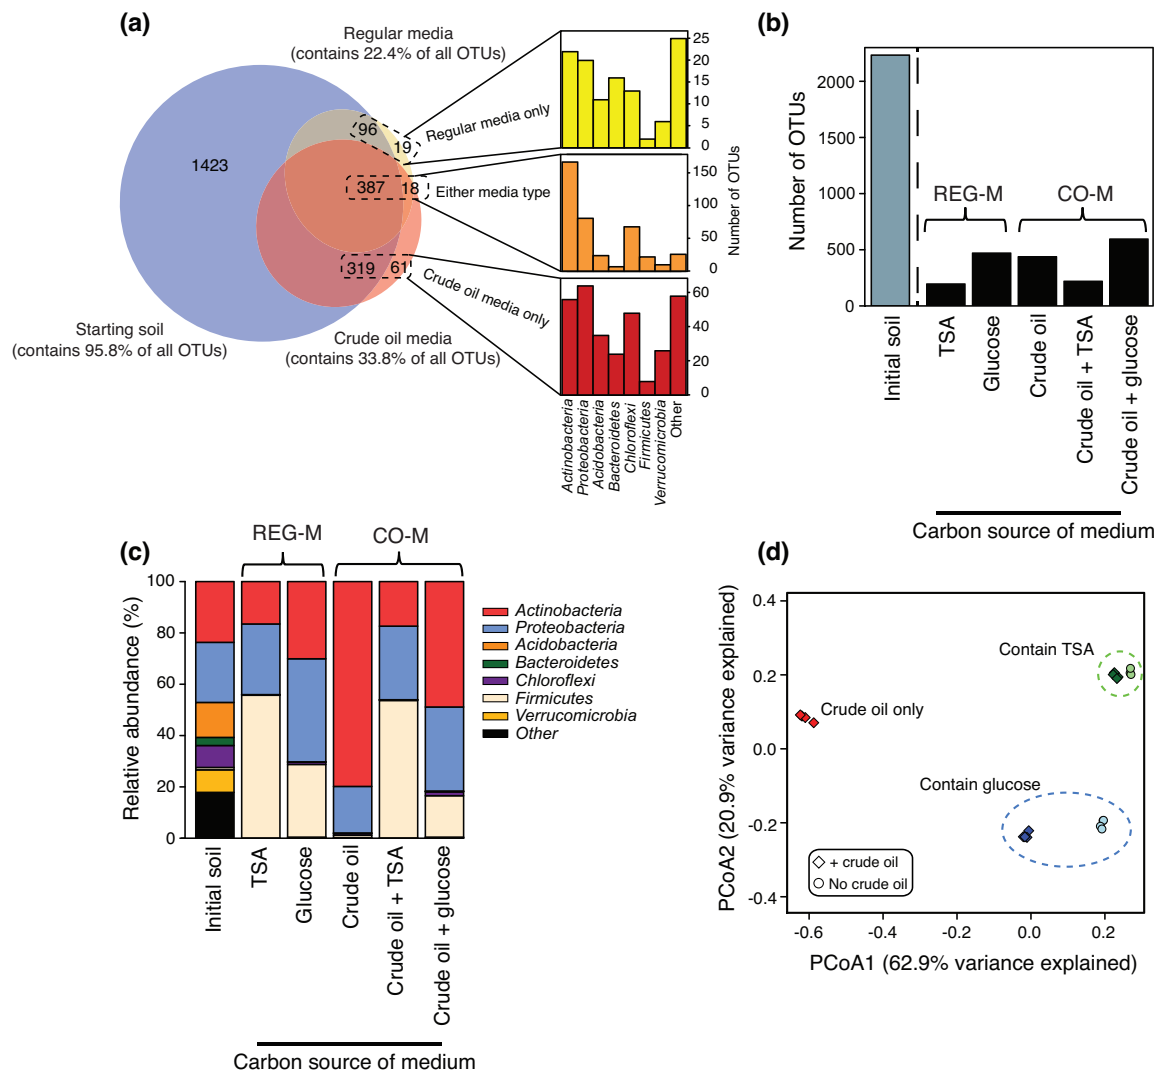 (a)
Regular media
(contains 22.4% of all OTUs)
96
19
1423
387
18
319
61
Starting soil
(contains 95.8% of all OTUs)
Crude oil media
(contains 33.8% of all OTUs)
Regular media only
Either media type
Crude oil media only
25
20
15
10
5
0
150
100
50
0
60
40
20
0
Number of OTUs
Actinobacteria
Proteobacteria
Acidobacteria
Bacteroidetes
Chloroflexi
Firmicutes
Verrucomicrobia
Other
(b)
Number of OTUs
2000
1500
1000
500
0
REG-M
CO-M
Initial soil
TSA
Glucose
Crude oil
Crude oil + TSA
Crude oil + glucose
Carbon source of medium
(c)
REG-M
CO-M
Relative abundance (%)
100
80
60
40
20
0
Actinobacteria
Proteobacteria
Acidobacteria
Bacteroidetes
Chloroflexi
Firmicutes
Verrucomicrobia
Other
Initial soil
TSA
Glucose
Crude oil
Crude oil + TSA
Crude oil + glucose
Carbon source of medium
(d)
PCoA2 (20.9% variance explained)
0.4
0.2
0.0
-0.2
-0.4
Contain TSA
Crude oil only
Contain glucose
+ crude oil
No crude oil
-0.6
-0.4
-0.2
0.0
0.2
PCoA1 (62.9% variance explained)